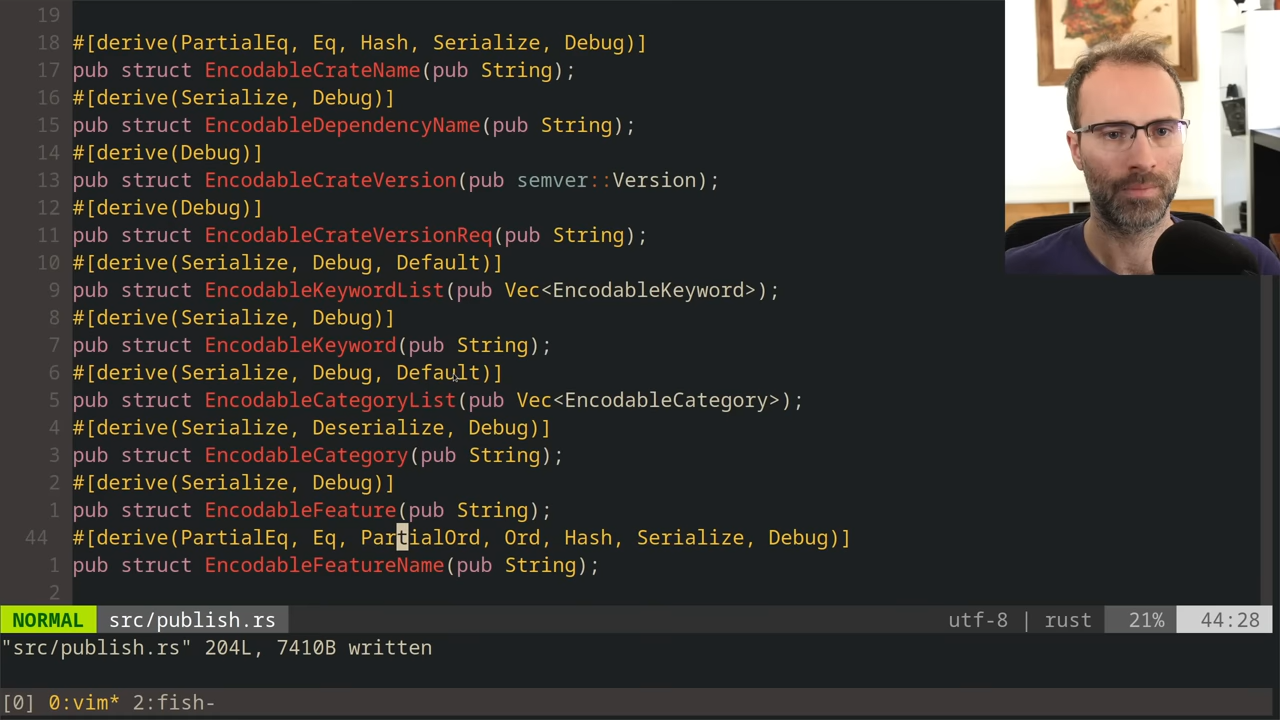 19
18 #[derive(PartialEq, Eq, Hash, Serialize, Debug)]
17 pub struct EncodableCrateName(pub String);
16 #[derive(Serialize, Debug)]
15 pub struct EncodableDependencyName(pub String);
14 #[derive(Debug)]
13 pub struct EncodableCrateVersion(pub semver::Version);
12 #[derive(Debug)]
11 pub struct EncodableCrateVersionReq(pub String);
10 #[derive(Serialize, Debug, Default)]
9 pub struct EncodableKeywordList(pub Vec<EncodableKeyword>);
8 #[derive(Serialize, Debug)]
7 pub struct EncodableKeyword(pub String);
6 #[derive(Serialize, Debug, Default)]
5 pub struct EncodableCategoryList(pub Vec<EncodableCategory>);
4 #[derive(Serialize, Deserialize, Debug)]
3 pub struct EncodableCategory(pub String);
2 #[derive(Serialize, Debug)]
1 pub struct EncodableFeature(pub String);
44 #[derive(PartialEq, Eq, PartialOrd, Ord, Hash, Serialize, Debug)]
1 pub struct EncodableFeatureName(pub String);
2
NORMAL src/publish.rs utf-8 | rust 21% 44:28
"src/publish.rs" 204L, 7410B written
[0] 0:vim* 2:fish-